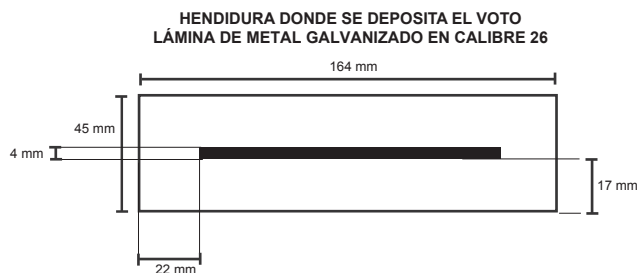 HENDIDURA DONDE SE DEPOSITA EL VOTO
LÁMINA DE METAL GALVANIZADO EN CALIBRE 26
164 mm
45 mm
4 mm
17 mm
22 mm